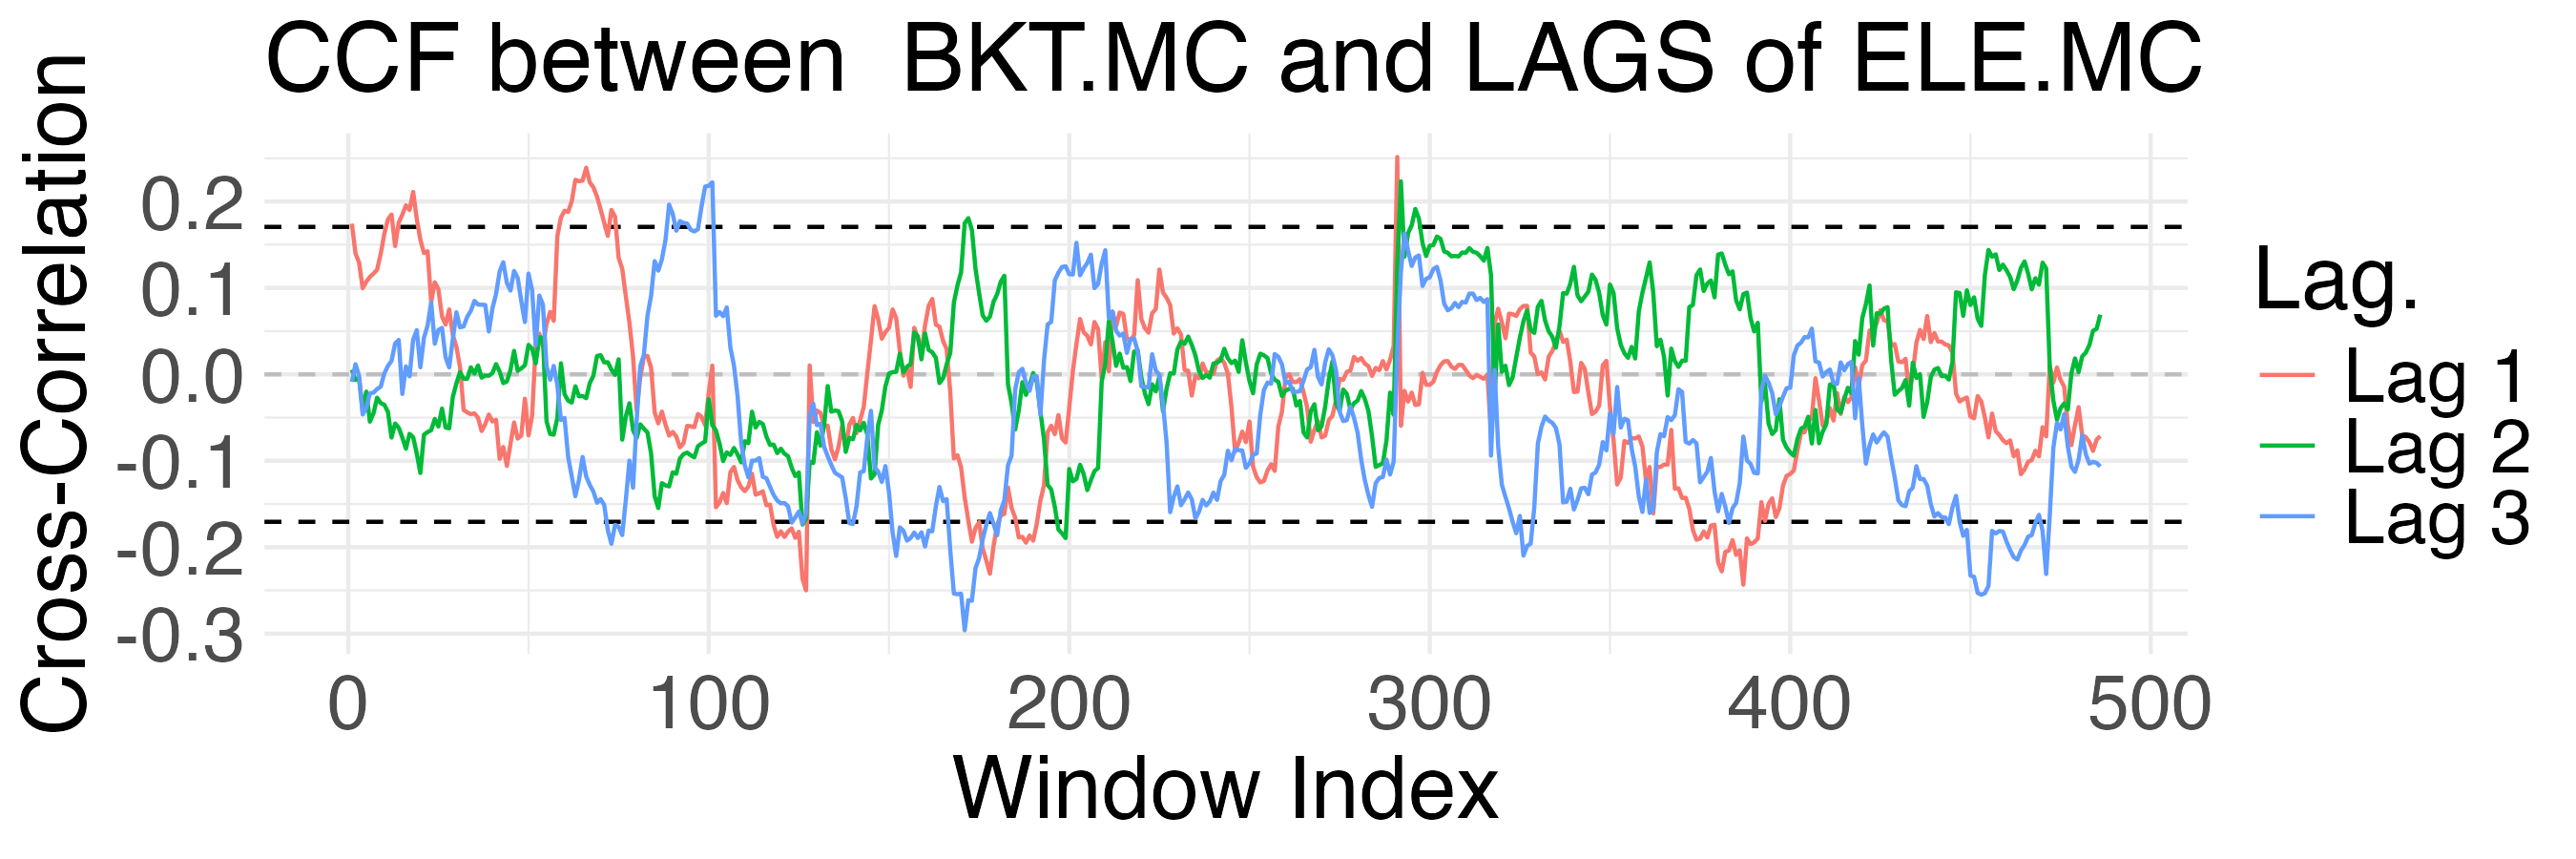 CCF between  BKT.MC and LAGS of ELE.MC
Cross-Correlation
0.2
0.1
0.0
-0.1
-0.2
-0.3
0 100 200 300 400 500
Window Index
Lag.
Lag 1
Lag 2
Lag 3